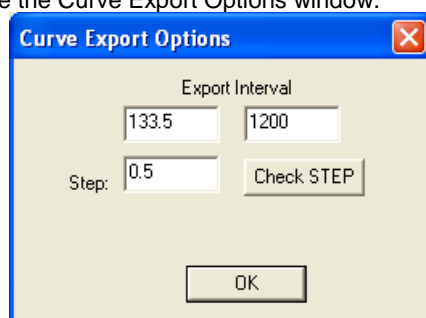 the Curve Export Options window.
Curve Export Options
Export Interval
133.5 1200
Step: 0.5 Check STEP
OK